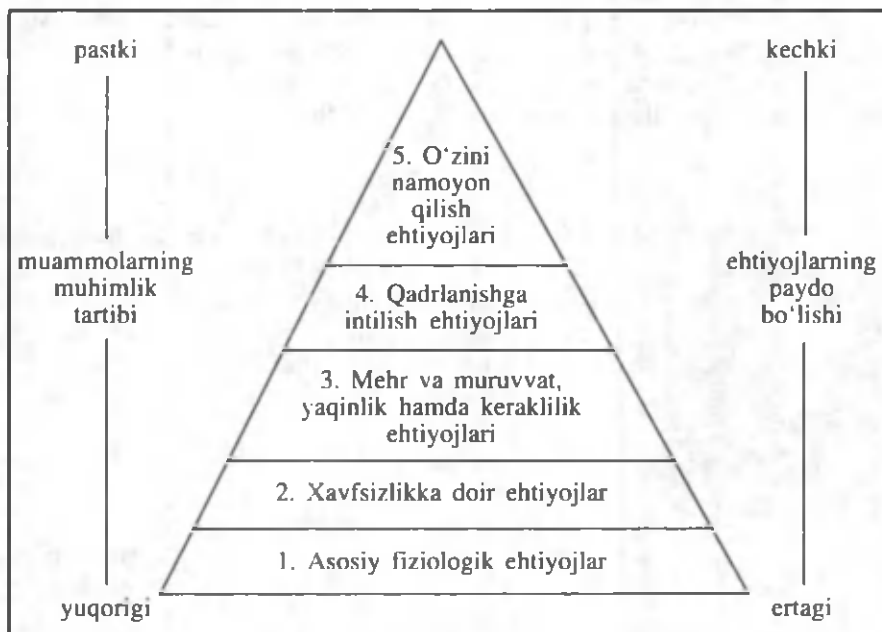 pastki
kechki
5. O‘zini
namoyon
qilish
ehtiyojlari
muammolarning
muhimlik
tartibi
ehtiyojlarning
paydo
bo‘lishi
4. Qadrlanishga
intilish ehtiyojlari
3. Mehr va muruvvat,
yaqinlik hamda keraklilik
ehtiyojlari
2. Xavfsizlikka doir ehtiyojlar
1. Asosiy fiziologik ehtiyojlar
yuqorigi
ertagi